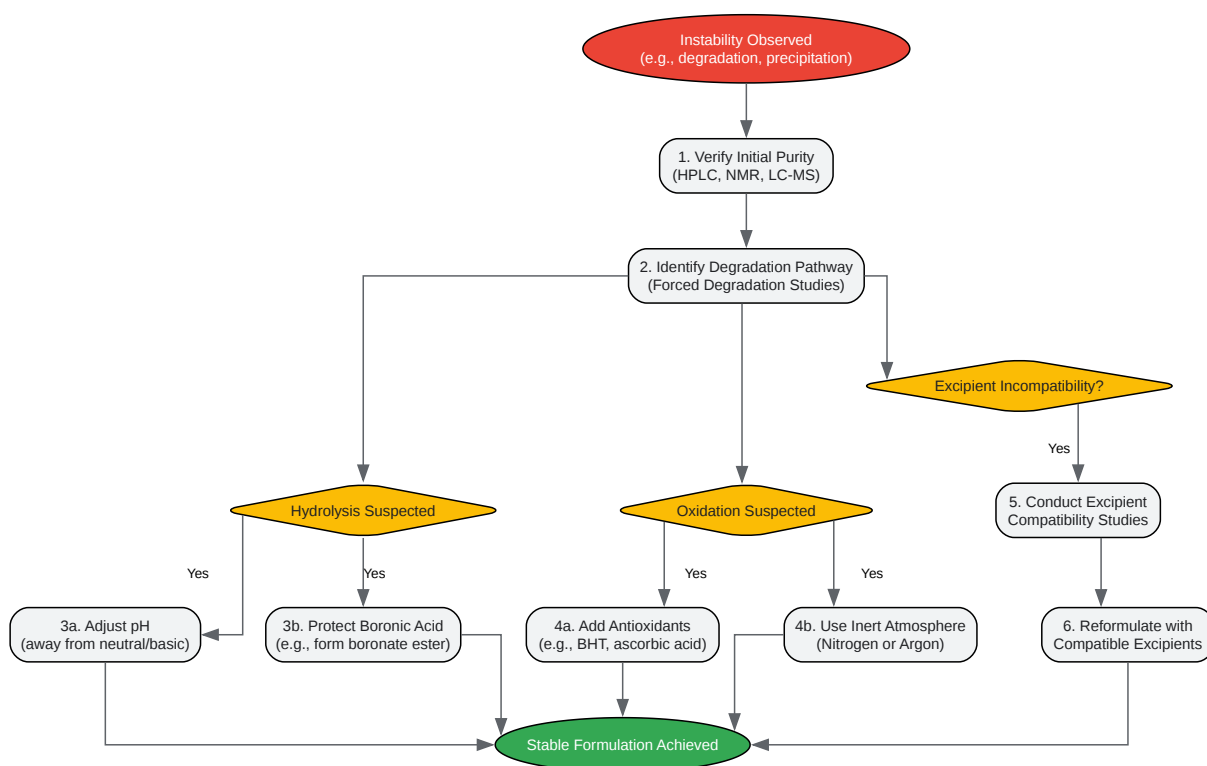 Instability Observed
(e.g., degradation, precipitation)
1. Verify Initial Purity
(HPLC, NMR, LC-MS)
2. Identify Degradation Pathway
(Forced Degradation Studies)
Excipient Incompatibility?
Yes
Hydrolysis Suspected
Oxidation Suspected
5. Conduct Excipient
Compatibility Studies
Yes
Yes
Yes
Yes
3a. Adjust pH
(away from neutral/basic)
3b. Protect Boronic Acid
(e.g., form boronate ester)
4a. Add Antioxidants
(e.g., BHT, ascorbic acid)
4b. Use Inert Atmosphere
(Nitrogen or Argon)
6. Reformulate with
Compatible Excipients
Stable Formulation Achieved